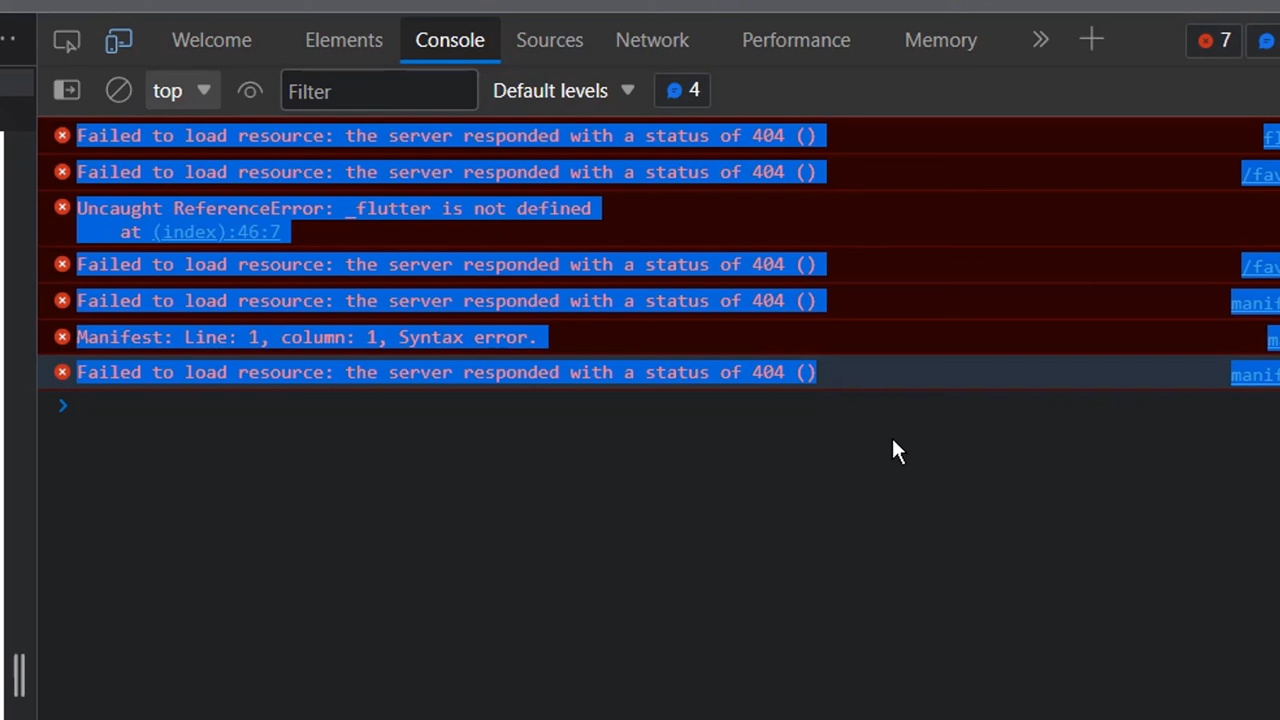 Welcome Elements Console Sources Network Performance Memory 7
top Filter Default levels 4
Failed to load resource: the server responded with a status of 404 ()
Failed to load resource: the server responded with a status of 404 () /fav
Uncaught ReferenceError: _flutter is not defined
at (index):46:7
Failed to load resource: the server responded with a status of 404 () /fav
Failed to load resource: the server responded with a status of 404 () manif
Manifest: Line: 1, column: 1, Syntax error.
Failed to load resource: the server responded with a status of 404 () manif